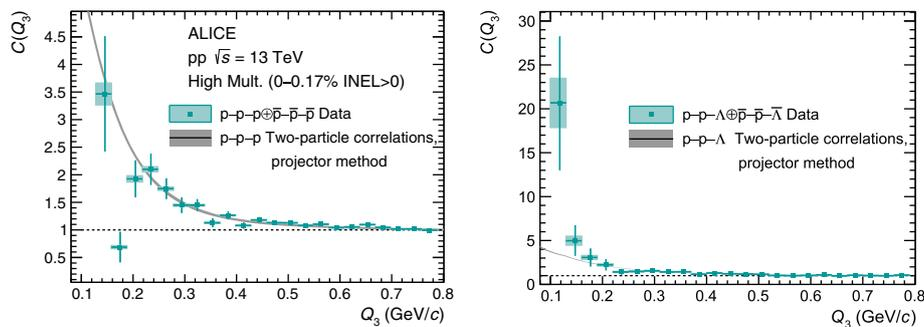 C(Q₃)
4.5
4
3.5
3
2.5
2
1.5
1
0.5
ALICE
pp √s = 13 TeV
High Mult. (0–0.17% INEL>0)
p–p–p⊕p̅–p̅–p̅ Data
p–p–p Two-particle correlations,
projector method
0.1 0.2 0.3 0.4 0.5 0.6 0.7 0.8
Q₃ (GeV/c)
C(Q₃)
30
25
20
15
10
5
0
p–p–Λ⊕p̅–p̅–Λ̅ Data
p–p–Λ Two-particle correlations,
projector method
0.1 0.2 0.3 0.4 0.5 0.6 0.7 0.8
Q₃ (GeV/c)